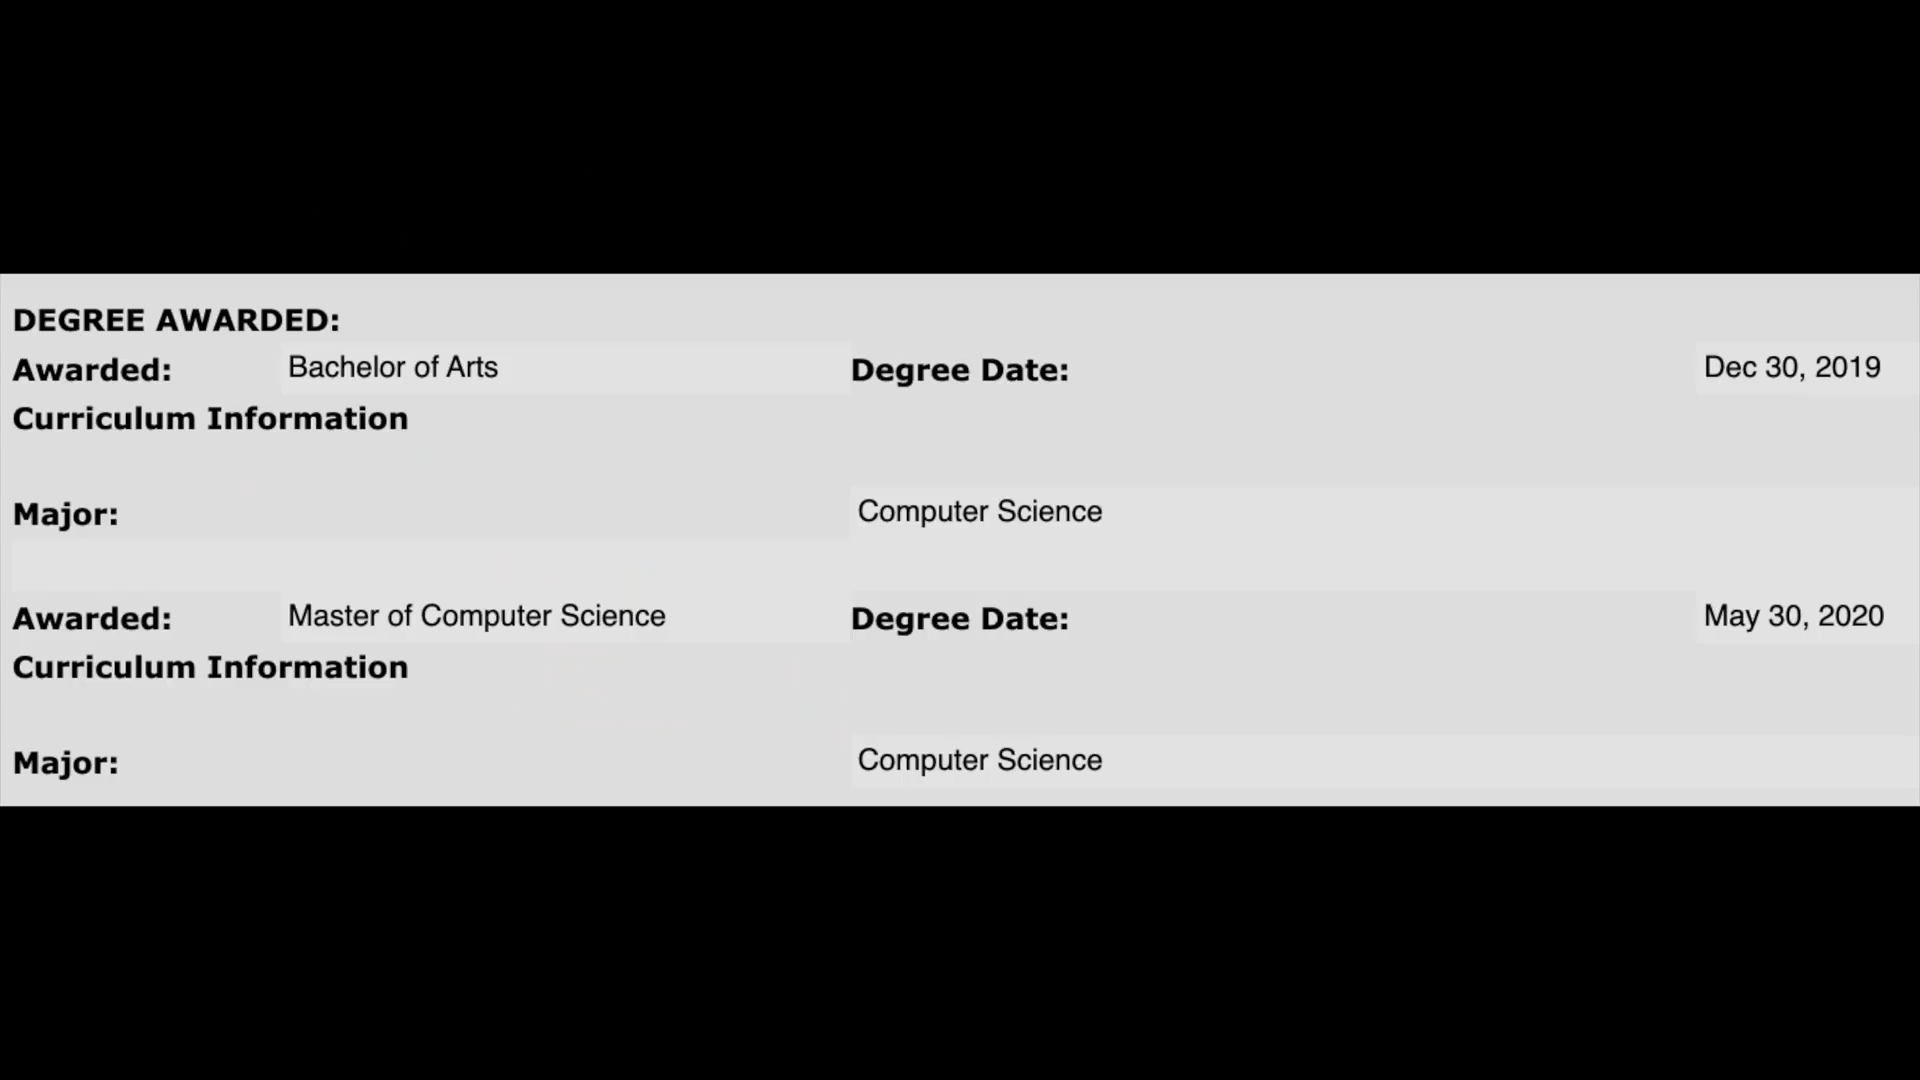 DEGREE AWARDED:
Awarded: Bachelor of Arts Degree Date: Dec 30, 2019
Curriculum Information
Major: Computer Science
Awarded: Master of Computer Science Degree Date: May 30, 2020
Curriculum Information
Major: Computer Science